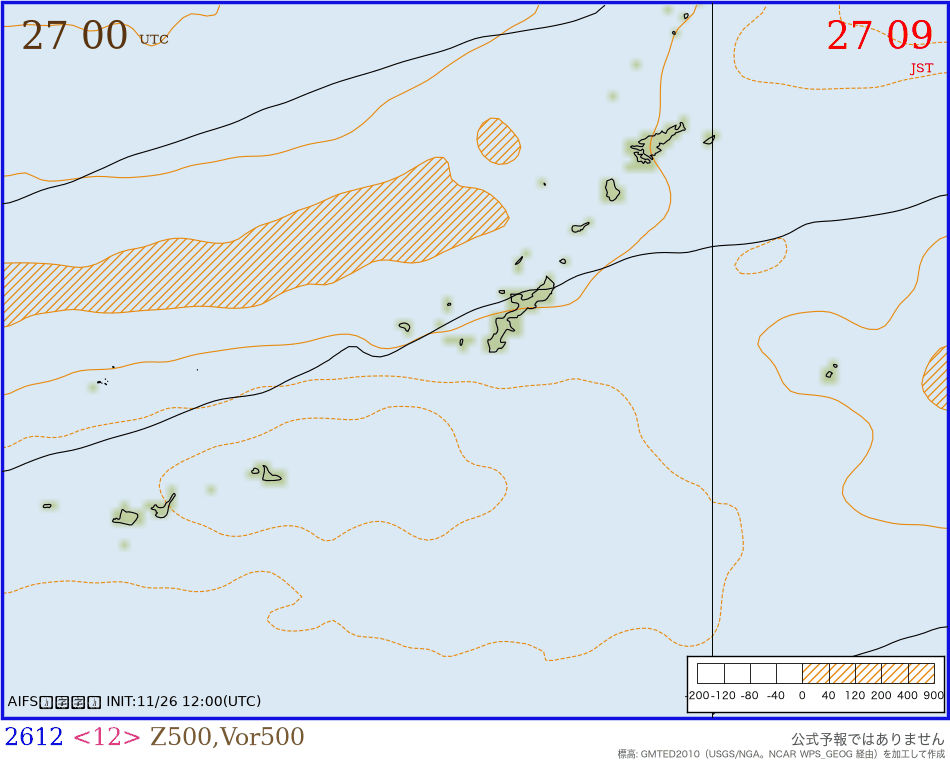 27 00 UTC
27 09
JST
-200 -120 -80 -40 0 40 120 200 400 900
AIFS INIT:11/26 12:00(UTC)
2612 <12> Z500,Vor500
公式予報ではありません
標高: GMTED2010（USGS/NGA。NCAR WPS_GEOG 経由）を加工して作成